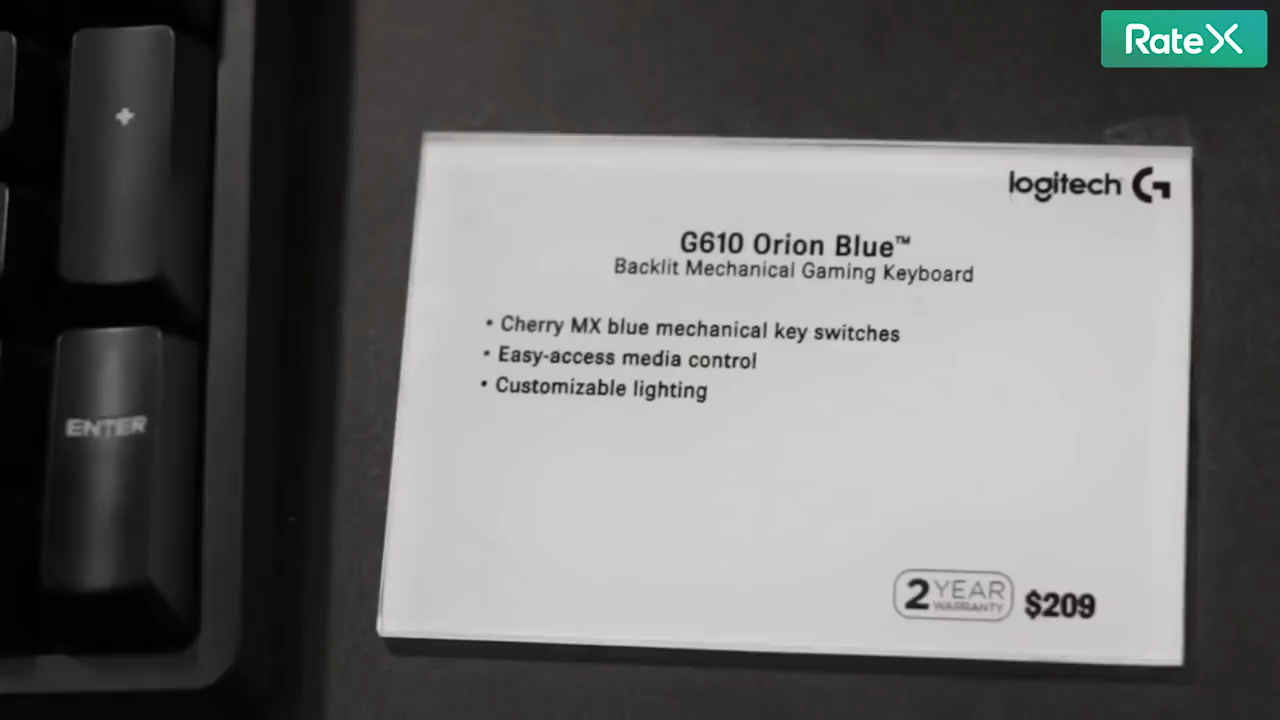 RateX
+
ENTER
logitech G
G610 Orion Blue™
Backlit Mechanical Gaming Keyboard
• Cherry MX blue mechanical key switches
• Easy-access media control
• Customizable lighting
2 YEAR
WARRANTY
$209